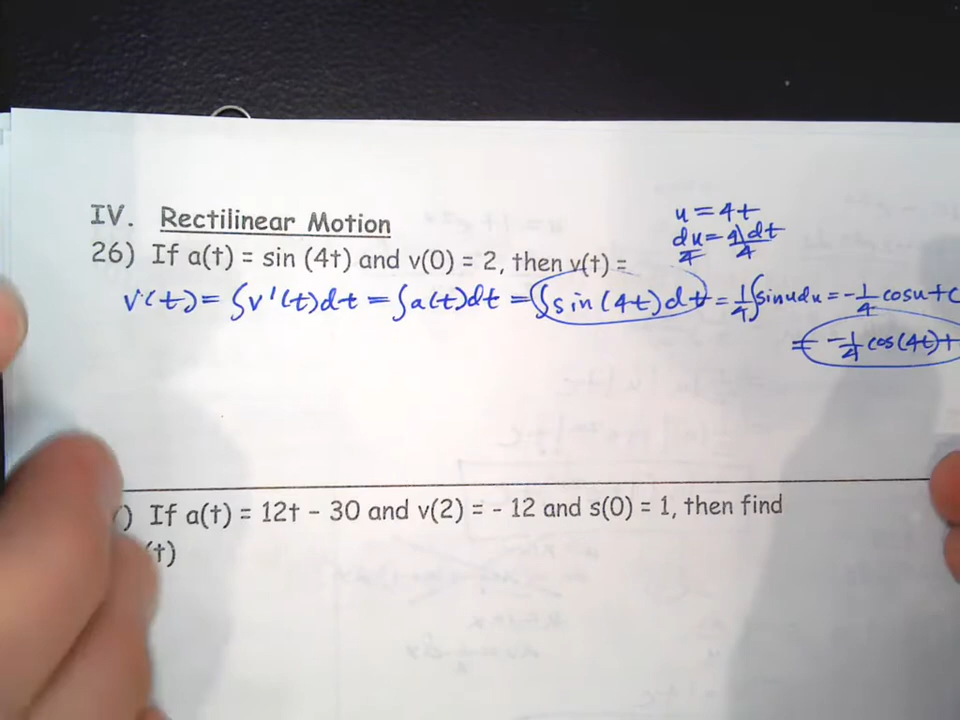 IV. Rectilinear Motion
u = 4t
du/4 = 4dt/4
26) If a(t) = sin (4t) and v(0) = 2, then v(t) =
v(t) = ∫v'(t)dt = ∫a(t)dt = ∫sin(4t)dt = 1/4∫sinudu = -1/4 cosu+C
= -1/4 cos(4t)+
) If a(t) = 12t – 30 and v(2) = - 12 and s(0) = 1, then find
(t)